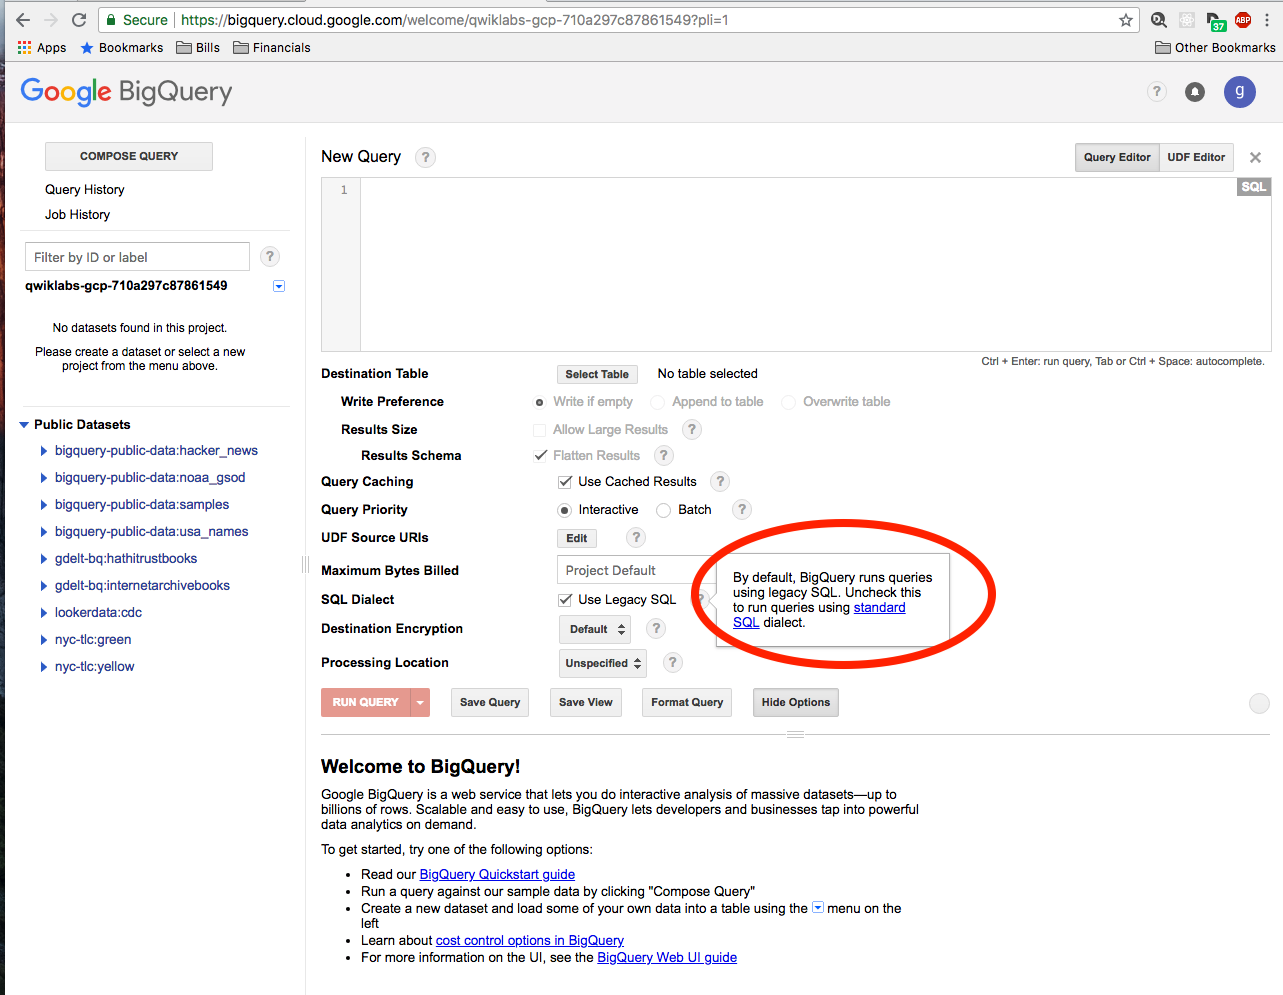 Secure https://bigquery.cloud.google.com/welcome/qwiklabs-gcp-710a297c87861549?pli=1
37
ABP
Apps Bookmarks Bills Financials Other Bookmarks
Google BigQuery ? g
COMPOSE QUERY
Query History
Job History
Filter by ID or label ?
qwiklabs-gcp-710a297c87861549
No datasets found in this project.
Please create a dataset or select a new
project from the menu above.
Public Datasets
bigquery-public-data:hacker_news
bigquery-public-data:noaa_gsod
bigquery-public-data:samples
bigquery-public-data:usa_names
gdelt-bq:hathitrustbooks
gdelt-bq:internetarchivebooks
lookerdata:cdc
nyc-tlc:green
nyc-tlc:yellow
New Query ? Query Editor UDF Editor
1 SQL
Ctrl + Enter: run query, Tab or Ctrl + Space: autocomplete.
Destination Table Select Table No table selected
Write Preference Write if empty Append to table Overwrite table
Results Size Allow Large Results ?
Results Schema Flatten Results ?
Query Caching Use Cached Results ?
Query Priority Interactive Batch ?
UDF Source URIs Edit ?
Maximum Bytes Billed Project Default
SQL Dialect Use Legacy SQL ?
By default, BigQuery runs queries
using legacy SQL. Uncheck this
to run queries using standard
SQL dialect.
Destination Encryption Default ?
Processing Location Unspecified ?
RUN QUERY Save Query Save View Format Query Hide Options
Welcome to BigQuery!
Google BigQuery is a web service that lets you do interactive analysis of massive datasets—up to
billions of rows. Scalable and easy to use, BigQuery lets developers and businesses tap into powerful
data analytics on demand.
To get started, try one of the following options:
• Read our BigQuery Quickstart guide
• Run a query against our sample data by clicking "Compose Query"
• Create a new dataset and load some of your own data into a table using the menu on the
left
• Learn about cost control options in BigQuery
• For more information on the UI, see the BigQuery Web UI guide